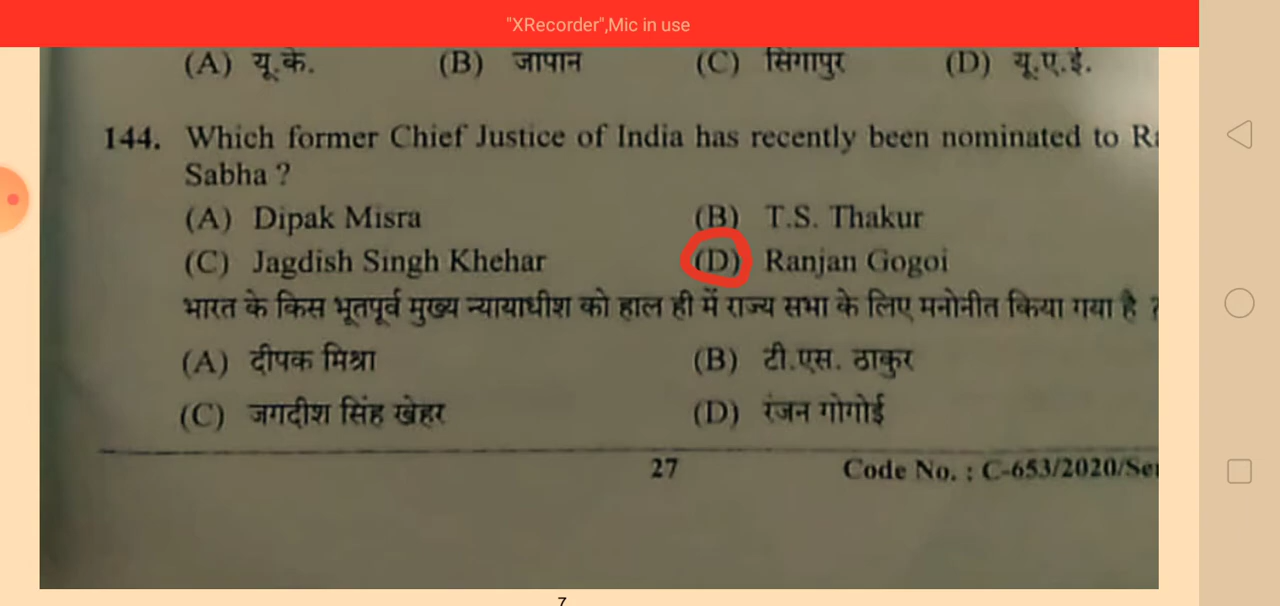 "XRecorder",Mic in use
(A) यू.के. (B) जापान (C) सिंगापुर (D) यू.ए.ई.
144. Which former Chief Justice of India has recently been nominated to
Sabha ?
(A) Dipak Misra (B) T.S. Thakur
(C) Jagdish Singh Khehar (D) Ranjan Gogoi
भारत के किस भूतपूर्व मुख्य न्यायाधीश को हाल ही में राज्य सभा के लिए मनोनीत किया गया है ?
(A) दीपक मिश्रा (B) टी.एस. ठाकुर
(C) जगदीश सिंह खेहर (D) रंजन गोगोई
27 Code No. : C-653/2020/
7